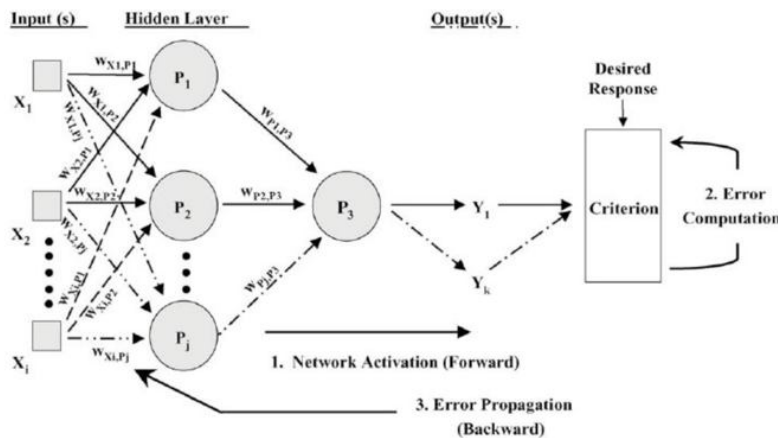 Input (s)
Hidden Layer
Output(s)
X1
X2
Xi
WX1,P1
WX1,P2
WX1,Pj
WX2,P1
WX2,P2
WX2,Pj
WXi,P1
WXi,P2
WXi,Pj
P1
P2
Pj
WP1,P3
WP2,P3
WPj,P3
P3
Y1
Yk
Desired
Response
Criterion
2. Error
Computation
1. Network Activation (Forward)
3. Error Propagation
(Backward)